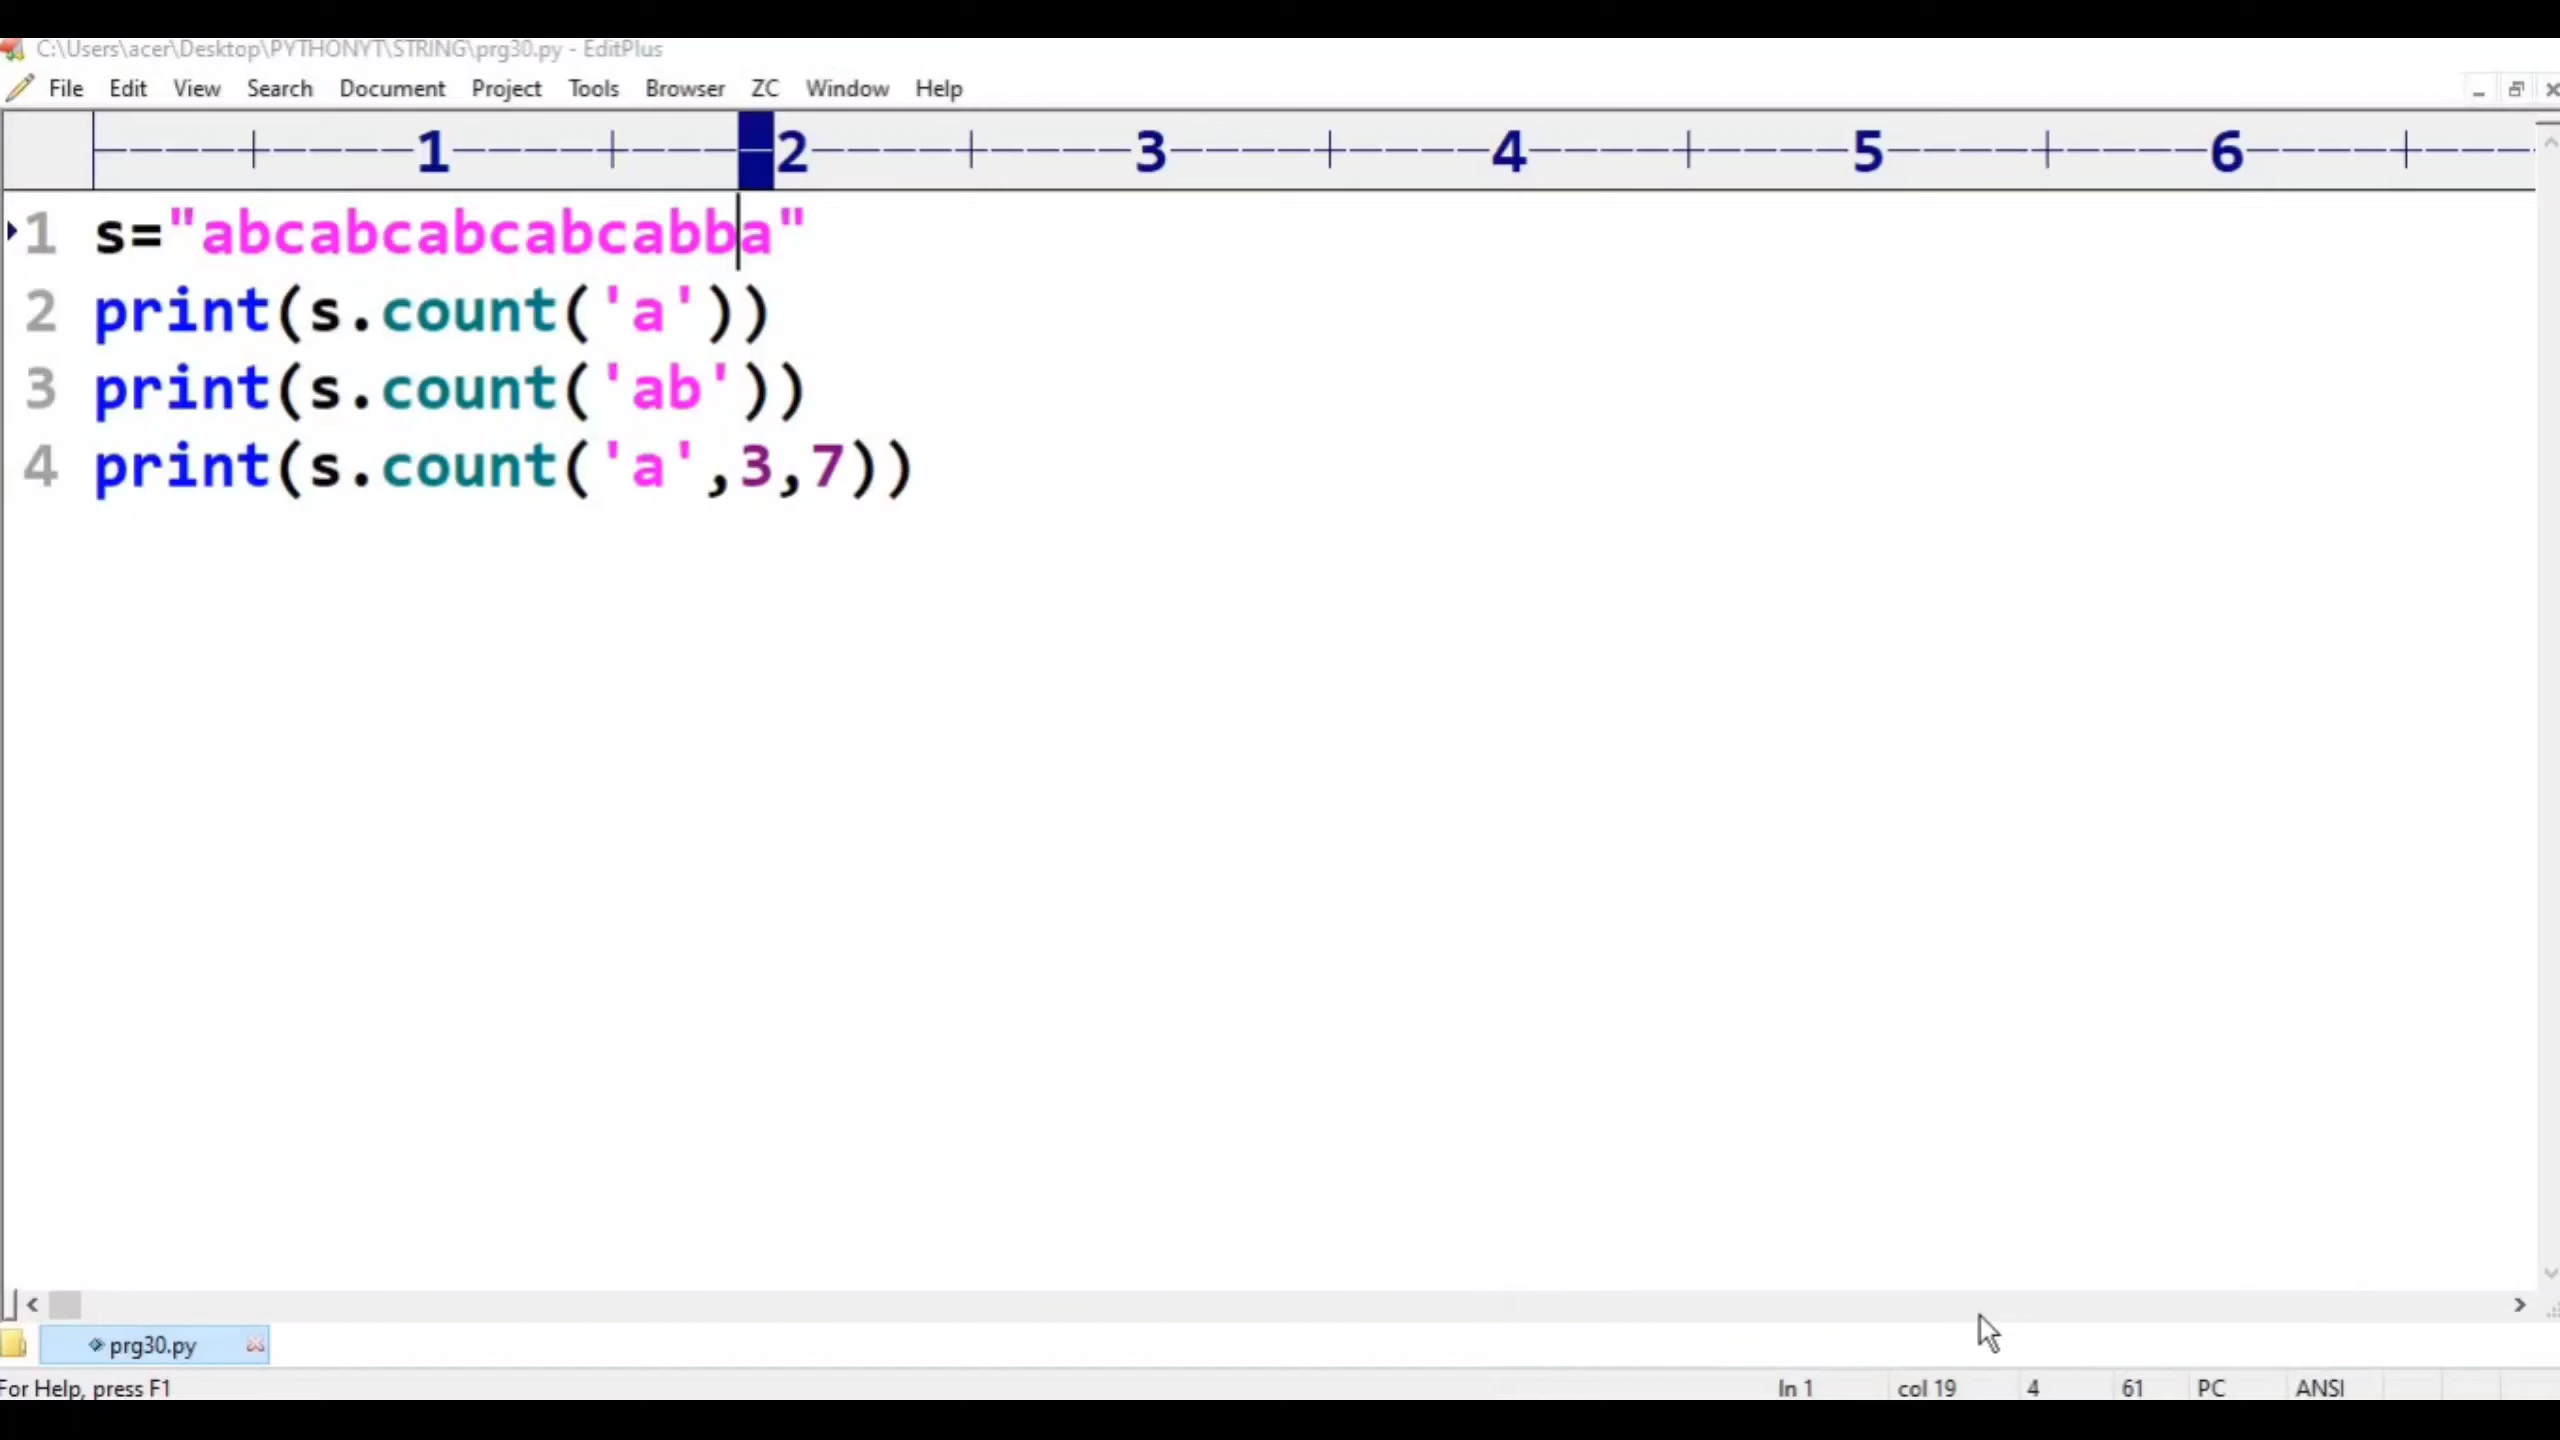 C:\Users\acer\Desktop\PYTHONYT\STRING\prg30.py - EditPlus
File Edit View Search Document Project Tools Browser ZC Window Help
----+----1----+----2----+----3----+----4----+----5----+----6----+----
1 s="abcabcabcabcabba"
2 print(s.count('a'))
3 print(s.count('ab'))
4 print(s.count('a',3,7))
prg30.py
For Help, press F1 ln 1 col 19 4 61 PC ANSI